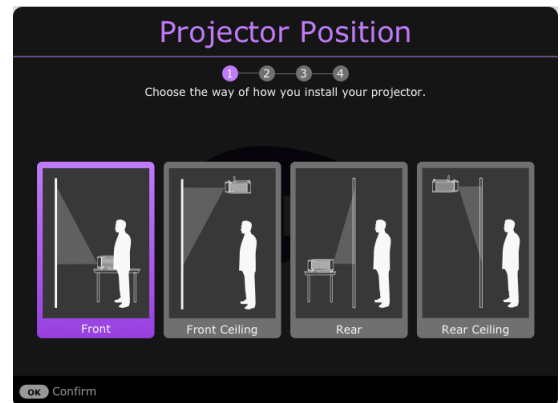 Projector Position
1 2 3 4
Choose the way of how you install your projector.
Front Front Ceiling Rear Rear Ceiling
OK Confirm